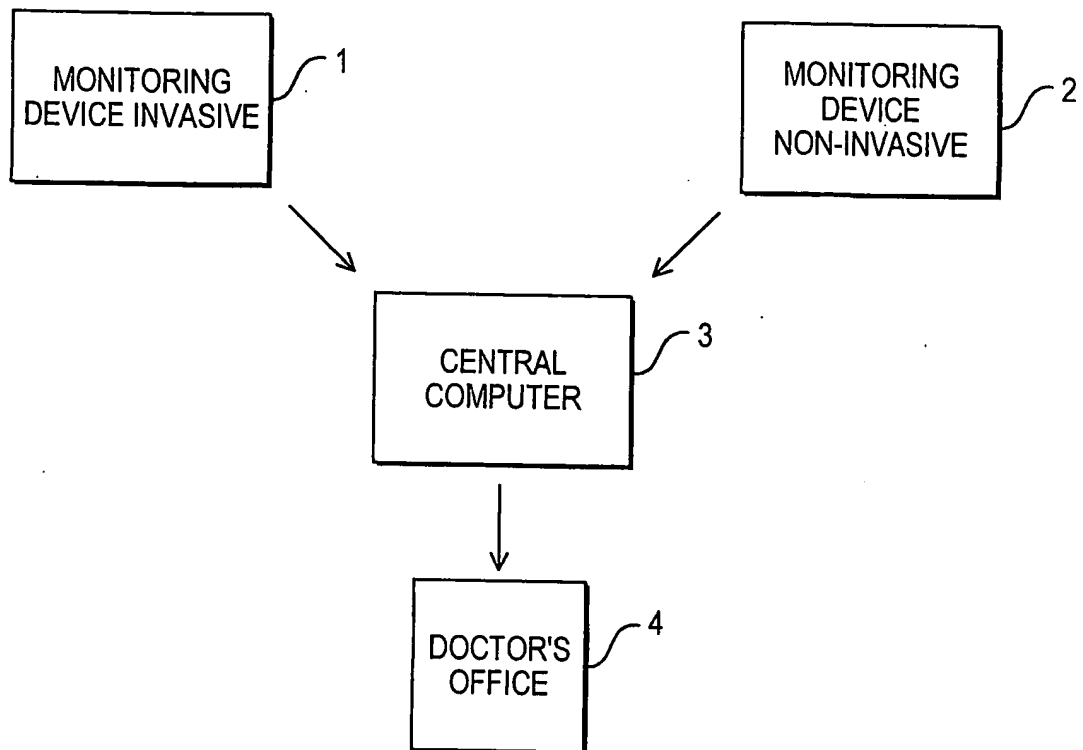 MONITORING
DEVICE INVASIVE
1
MONITORING
DEVICE
NON-INVASIVE
2
CENTRAL
COMPUTER
3
DOCTOR'S
OFFICE
4